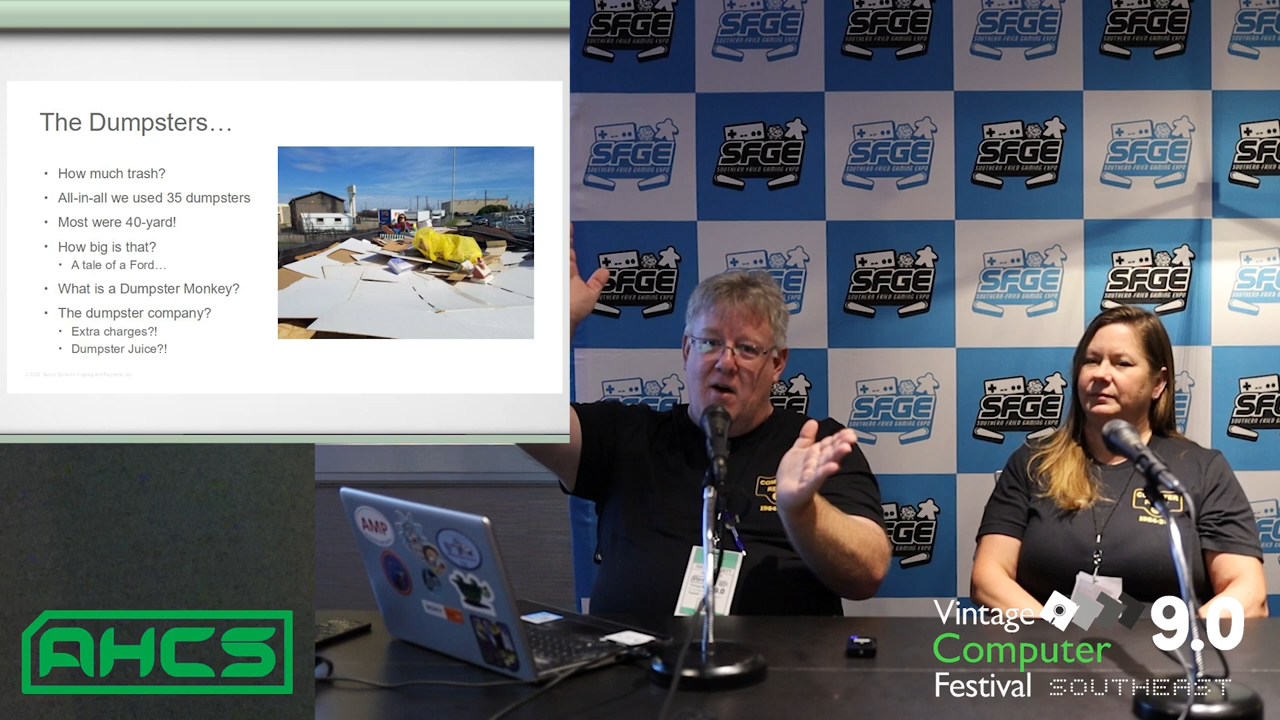 The Dumpsters…
• How much trash?
• All-in-all we used 35 dumpsters
• Most were 40-yard!
• How big is that?
• A tale of a Ford…
• What is a Dumpster Monkey?
• The dumpster company?
• Extra charges?!
• Dumpster Juice?!
SFGE
SOUTHERN FRIED GAMING EXPO
AMP
AHCS
Vintage
Computer
Festival
9.0
SOUTHEAST